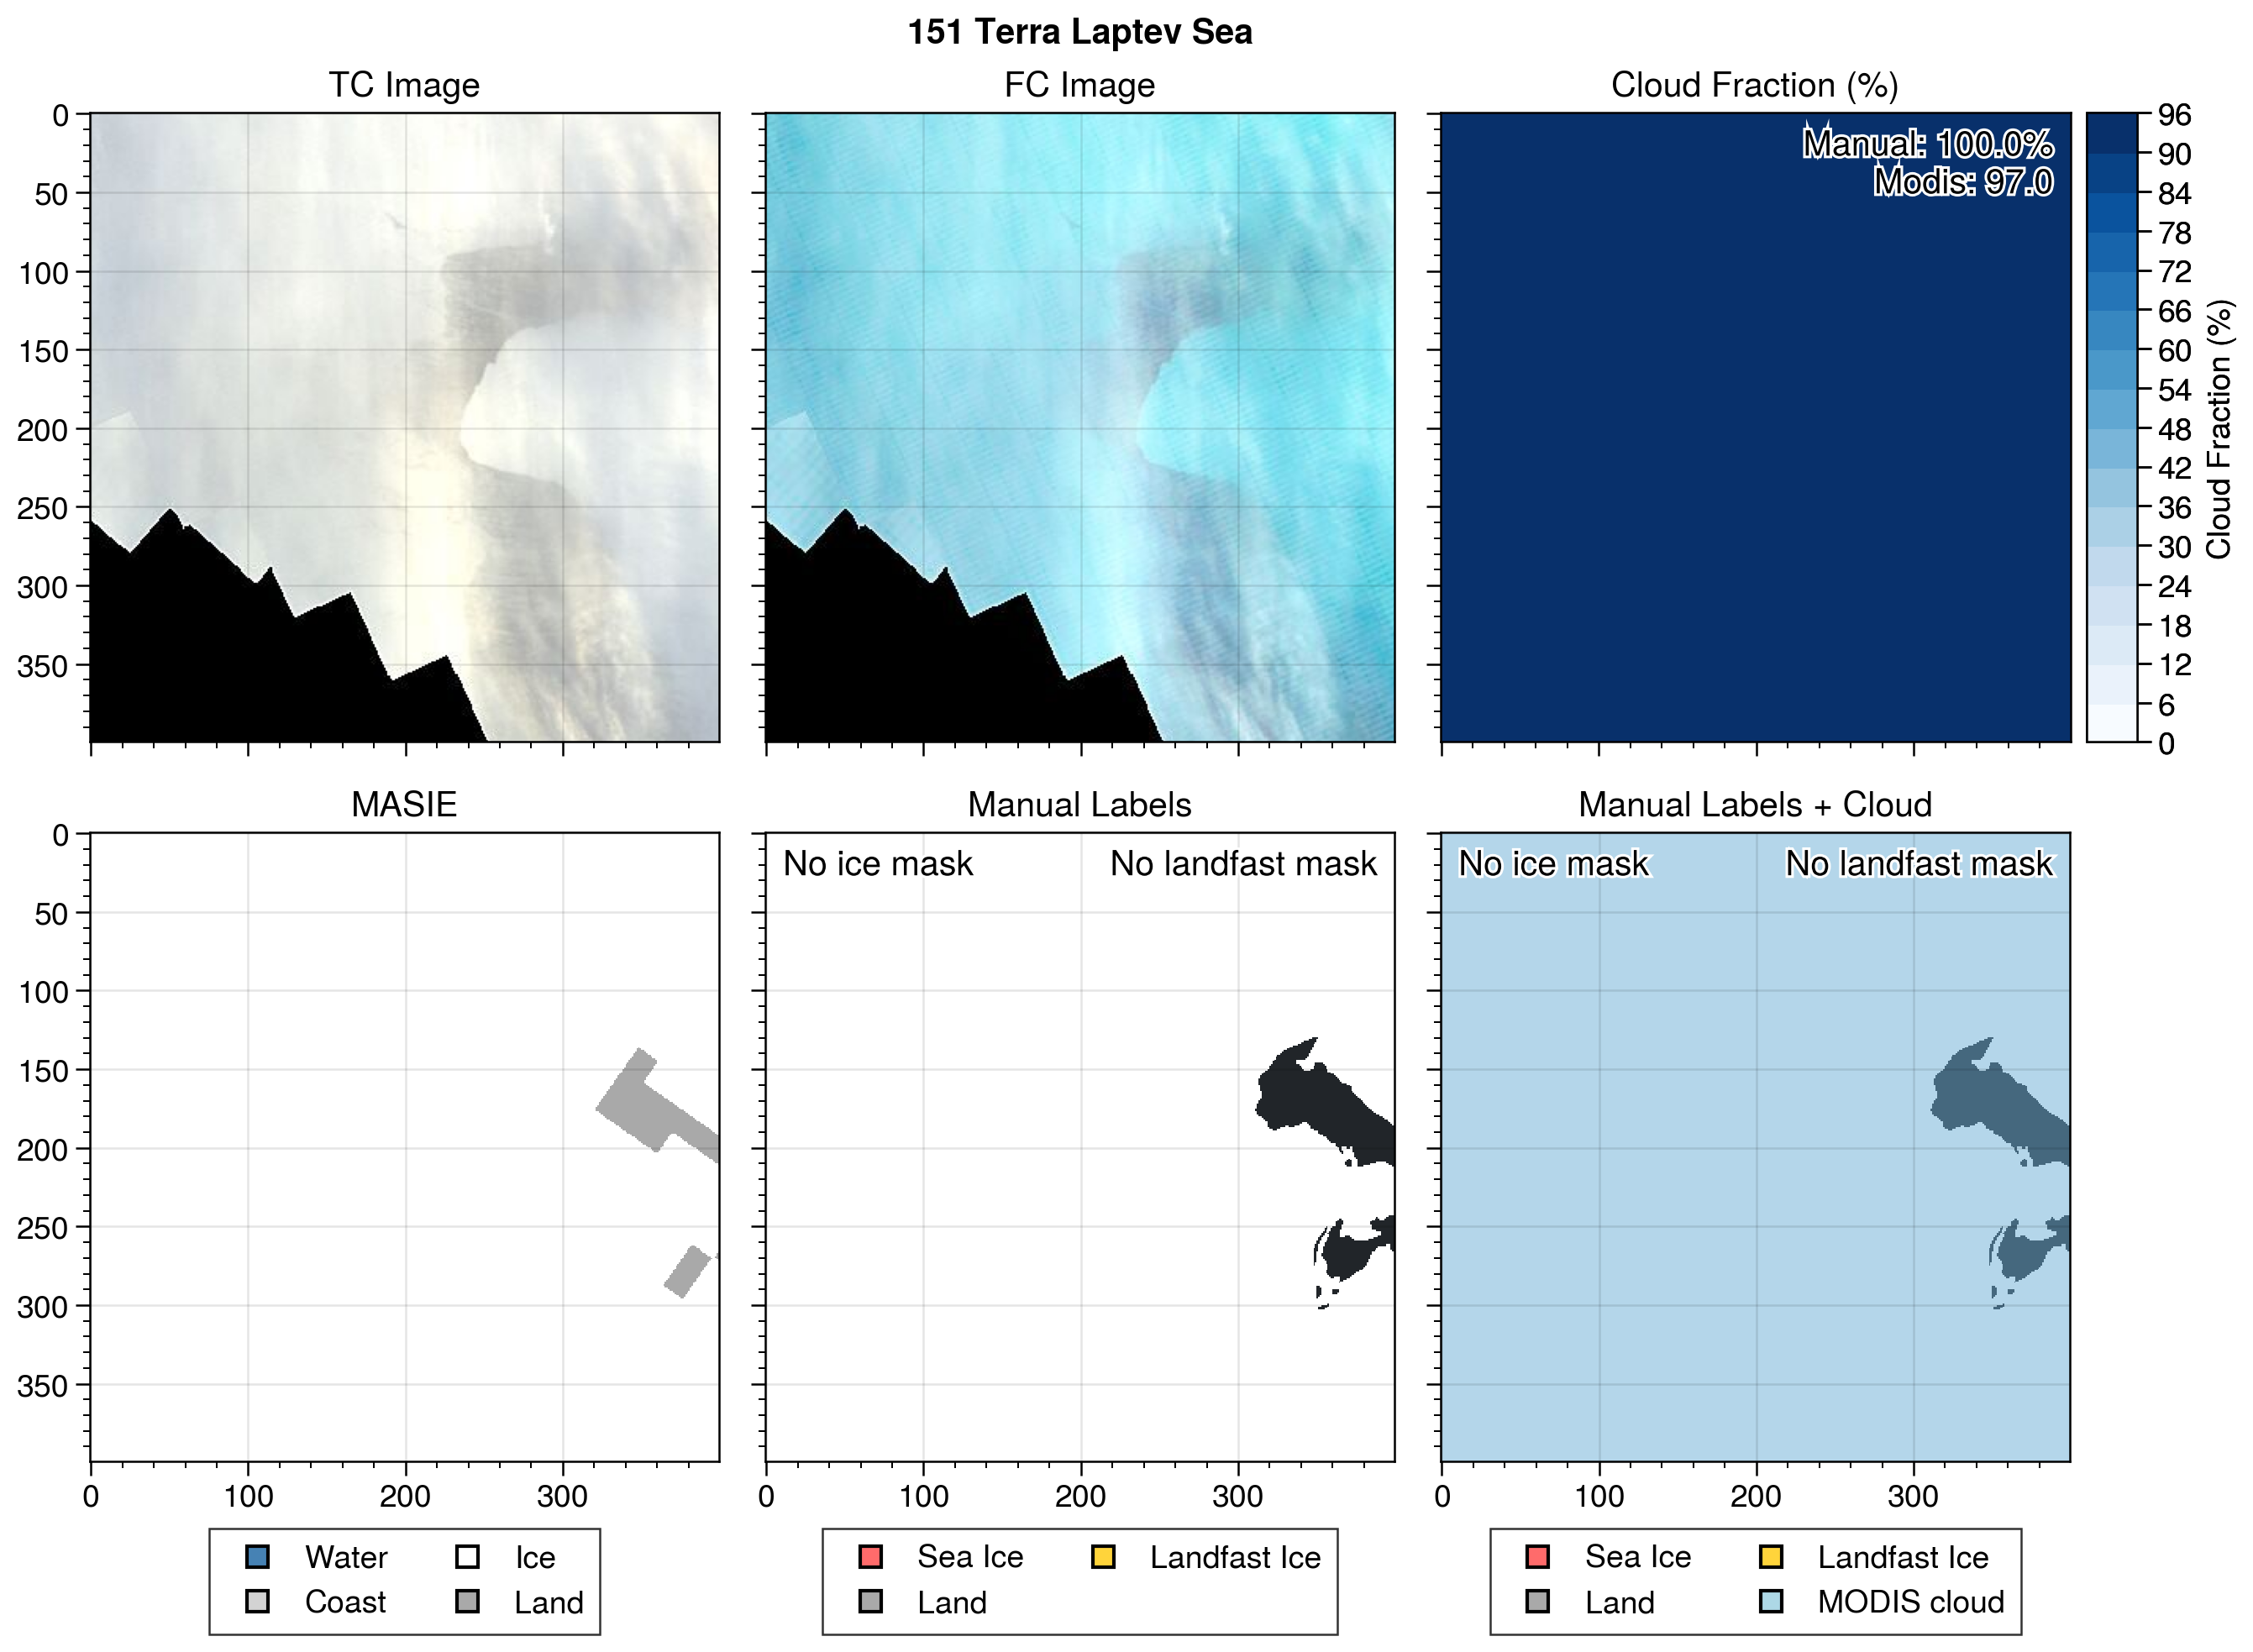 151 Terra Laptev Sea
TC Image
FC Image
Cloud Fraction (%)
0
50
100
150
200
250
300
350
Manual: 100.0%
Modis: 97.0
96
90
84
78
72
66
60
54
48
42
36
30
24
18
12
6
0
Cloud Fraction (%)
MASIE
Manual Labels
Manual Labels + Cloud
0
50
100
150
200
250
300
350
No ice mask
No landfast mask
No ice mask
No landfast mask
0 100 200 300
0 100 200 300
0 100 200 300
Water
Ice
Coast
Land
Sea Ice
Landfast Ice
Land
Sea Ice
Landfast Ice
Land
MODIS cloud